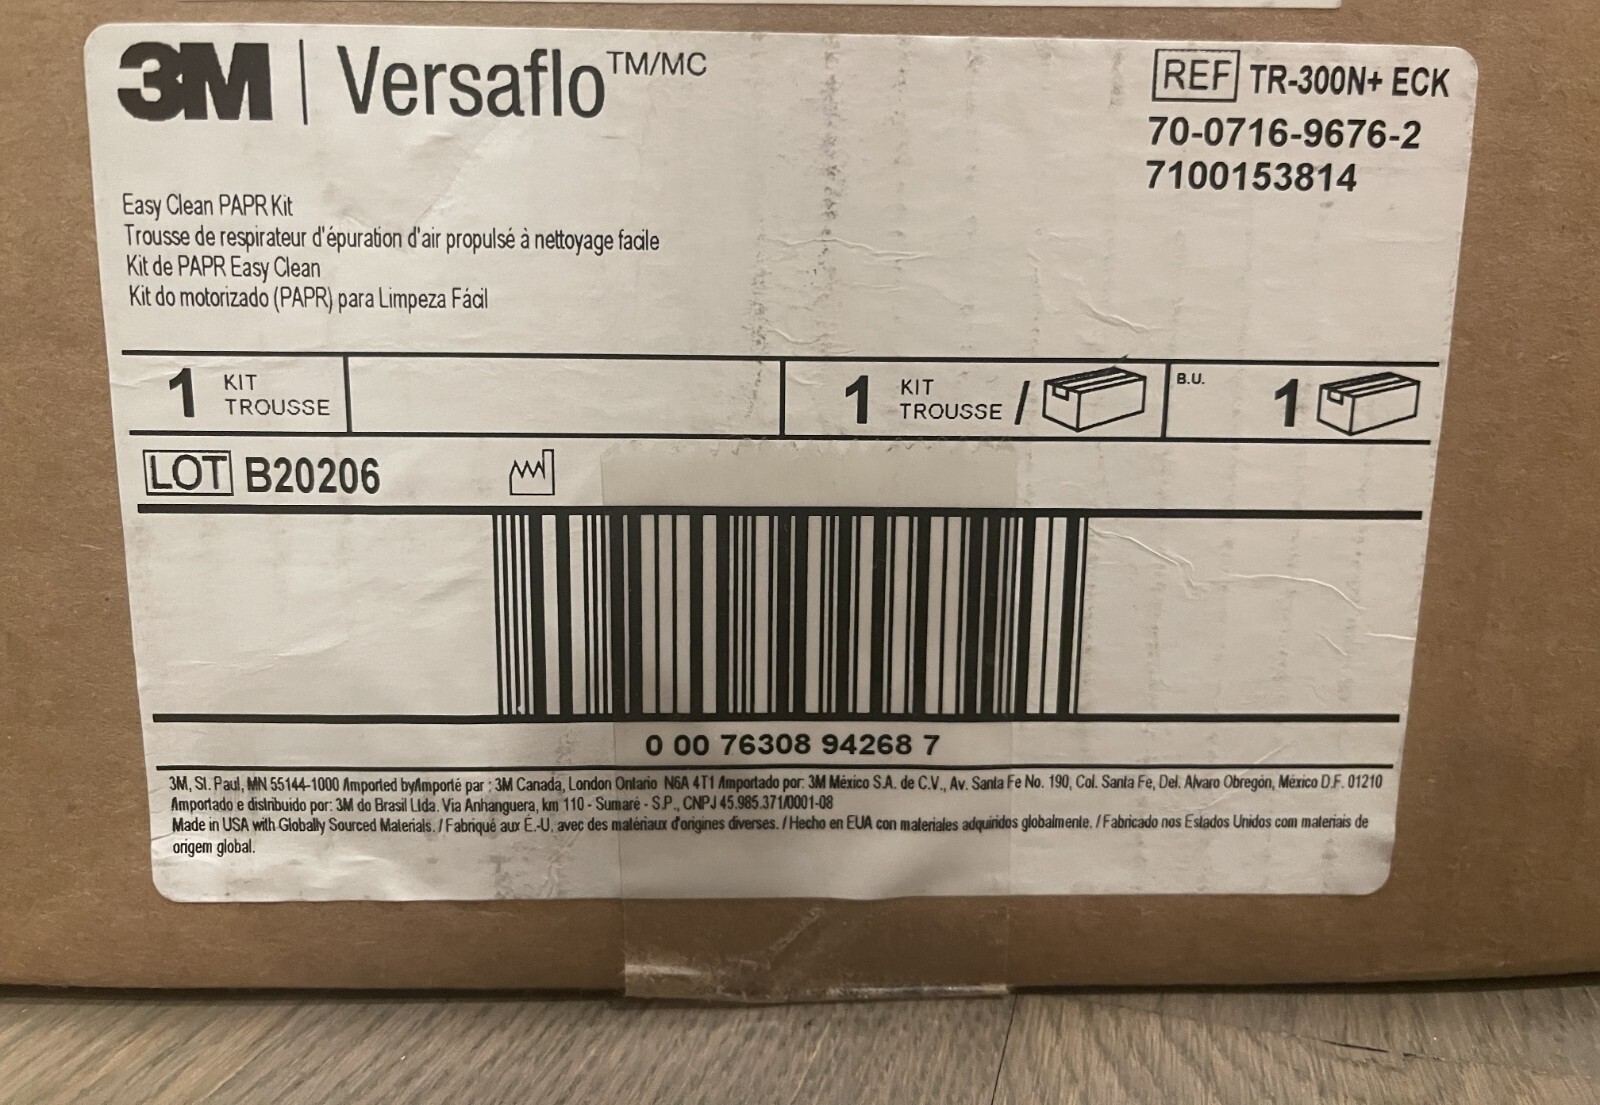 3M | Versaflo TM/MC
REF TR-300N+ ECK
70-0716-9676-2
7100153814
Easy Clean PAPR Kit
Trousse de respirateur d'épuration d'air propulsé à nettoyage facile
Kit de PAPR Easy Clean
Kit do motorizado (PAPR) para Limpeza Fácil
1 KIT TROUSSE
1 KIT TROUSSE /
B.U. 1
LOT B20206
0 00 76308 94268 7
3M, St. Paul, MN 55144-1000 /Imported by/Importé par : 3M Canada, London Ontario N6A 4T1 /Importado por: 3M México S.A. de C.V., Av. Santa Fe No. 190, Col. Santa Fe, Del. Alvaro Obregón, México D.F. 01210
/Importado e distribuido por: 3M do Brasil Ltda. Via Anhanguera, km 110 - Sumaré - S.P., CNPJ 45.985.371/0001-08
Made in USA with Globally Sourced Materials. / Fabriqué aux É.-U. avec des matériaux d'origines diverses. / Hecho en EUA con materiales adquiridos globalmente. / Fabricado nos Estados Unidos com materiais de
origem global.